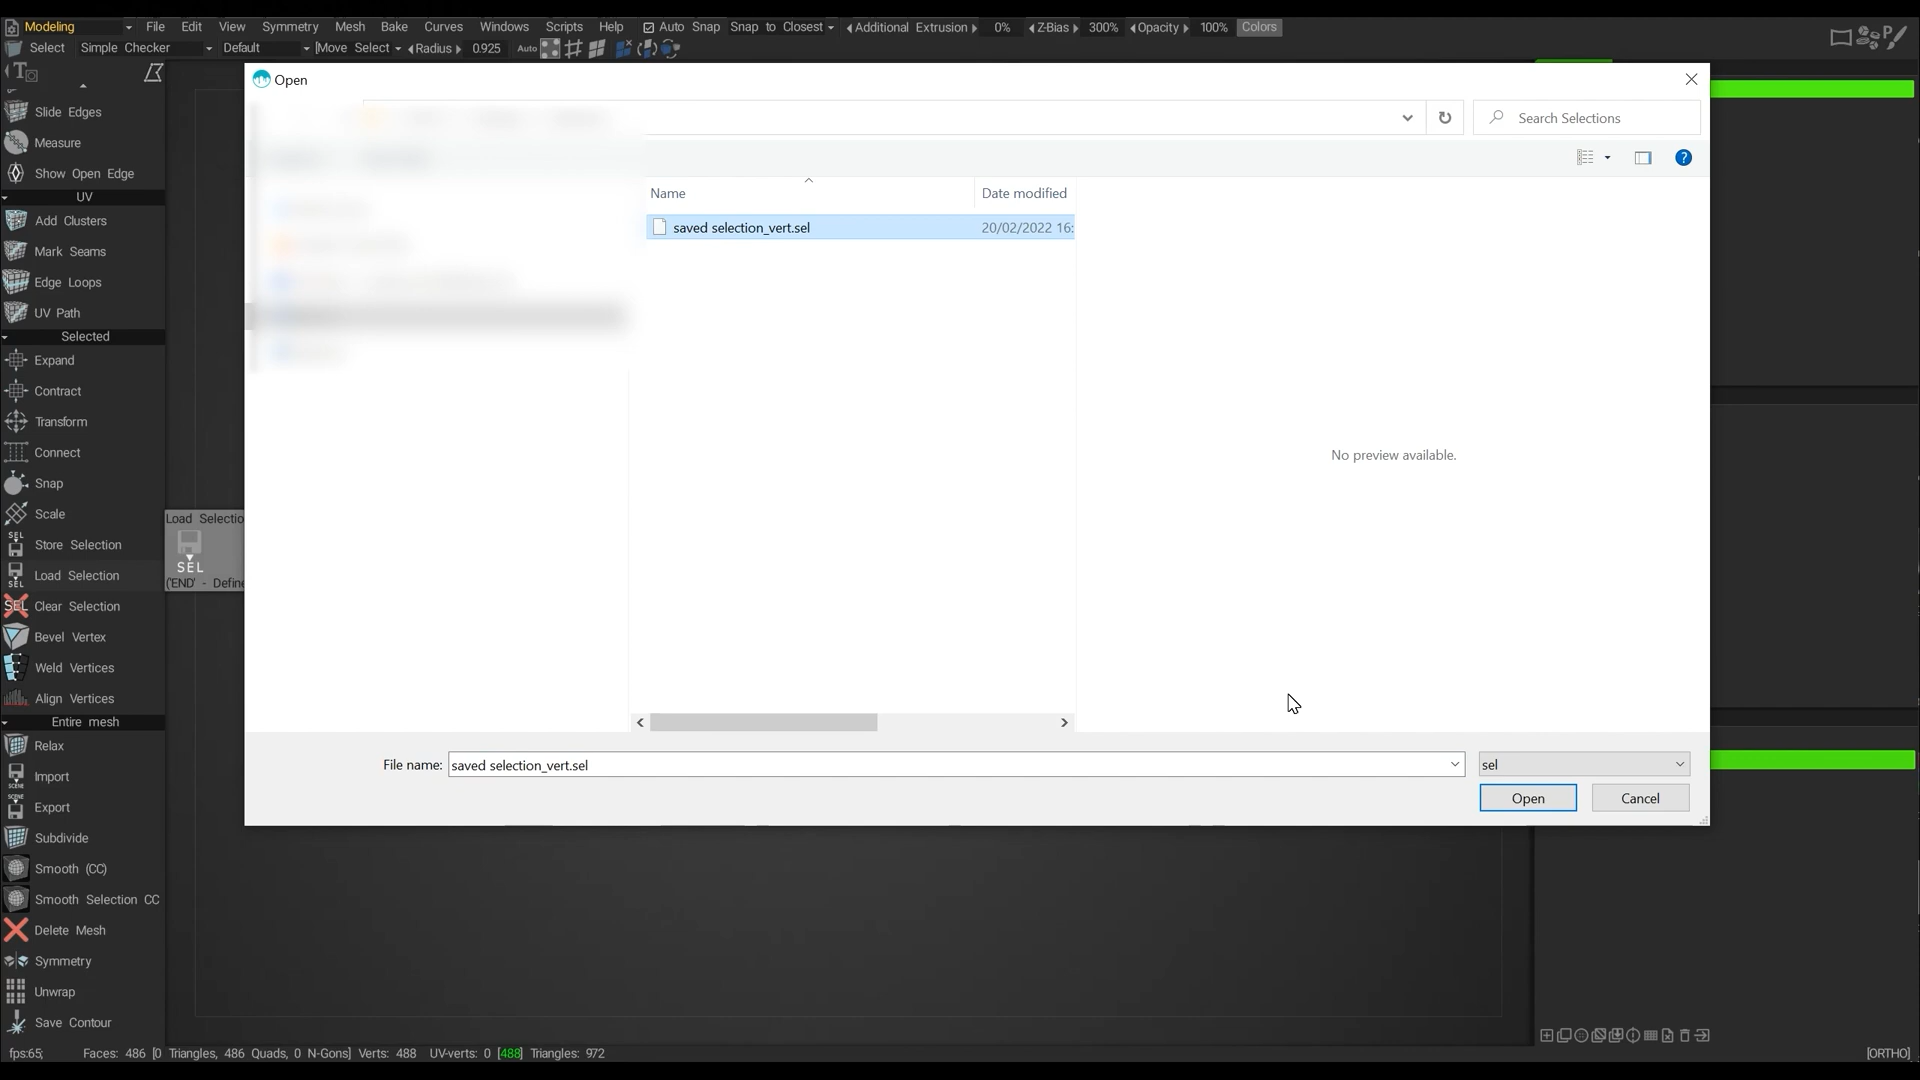 Modeling File Edit View Symmetry Mesh Bake Curves Windows Scripts Help Auto Snap Snap to Closest Additional Extrusion 0% Z-Bias 300% Opacity 100% Colors
Select Simple Checker Default [Move Select Radius 0.925 Auto
Open
Search Selections
Name Date modified
saved selection_vert.sel 20/02/2022 16:
No preview available.
File name: saved selection_vert.sel sel
Open Cancel
Slide Edges
Measure
Show Open Edge
UV
Add Clusters
Mark Seams
Edge Loops
UV Path
Selected
Expand
Contract
Transform
Connect
Snap
Scale
Store Selection
Load Selection
Clear Selection
Bevel Vertex
Weld Vertices
Align Vertices
Entire mesh
Relax
Import
Export
Subdivide
Smooth (CC)
Smooth Selection CC
Delete Mesh
Symmetry
Unwrap
Save Contour
Load Selectio
SEL
('END' - Define
fps:65; Faces: 486 [0 Triangles, 486 Quads, 0 N-Gons] Verts: 488 UV-verts: 0 [488] Triangles: 972 [ORTHO]